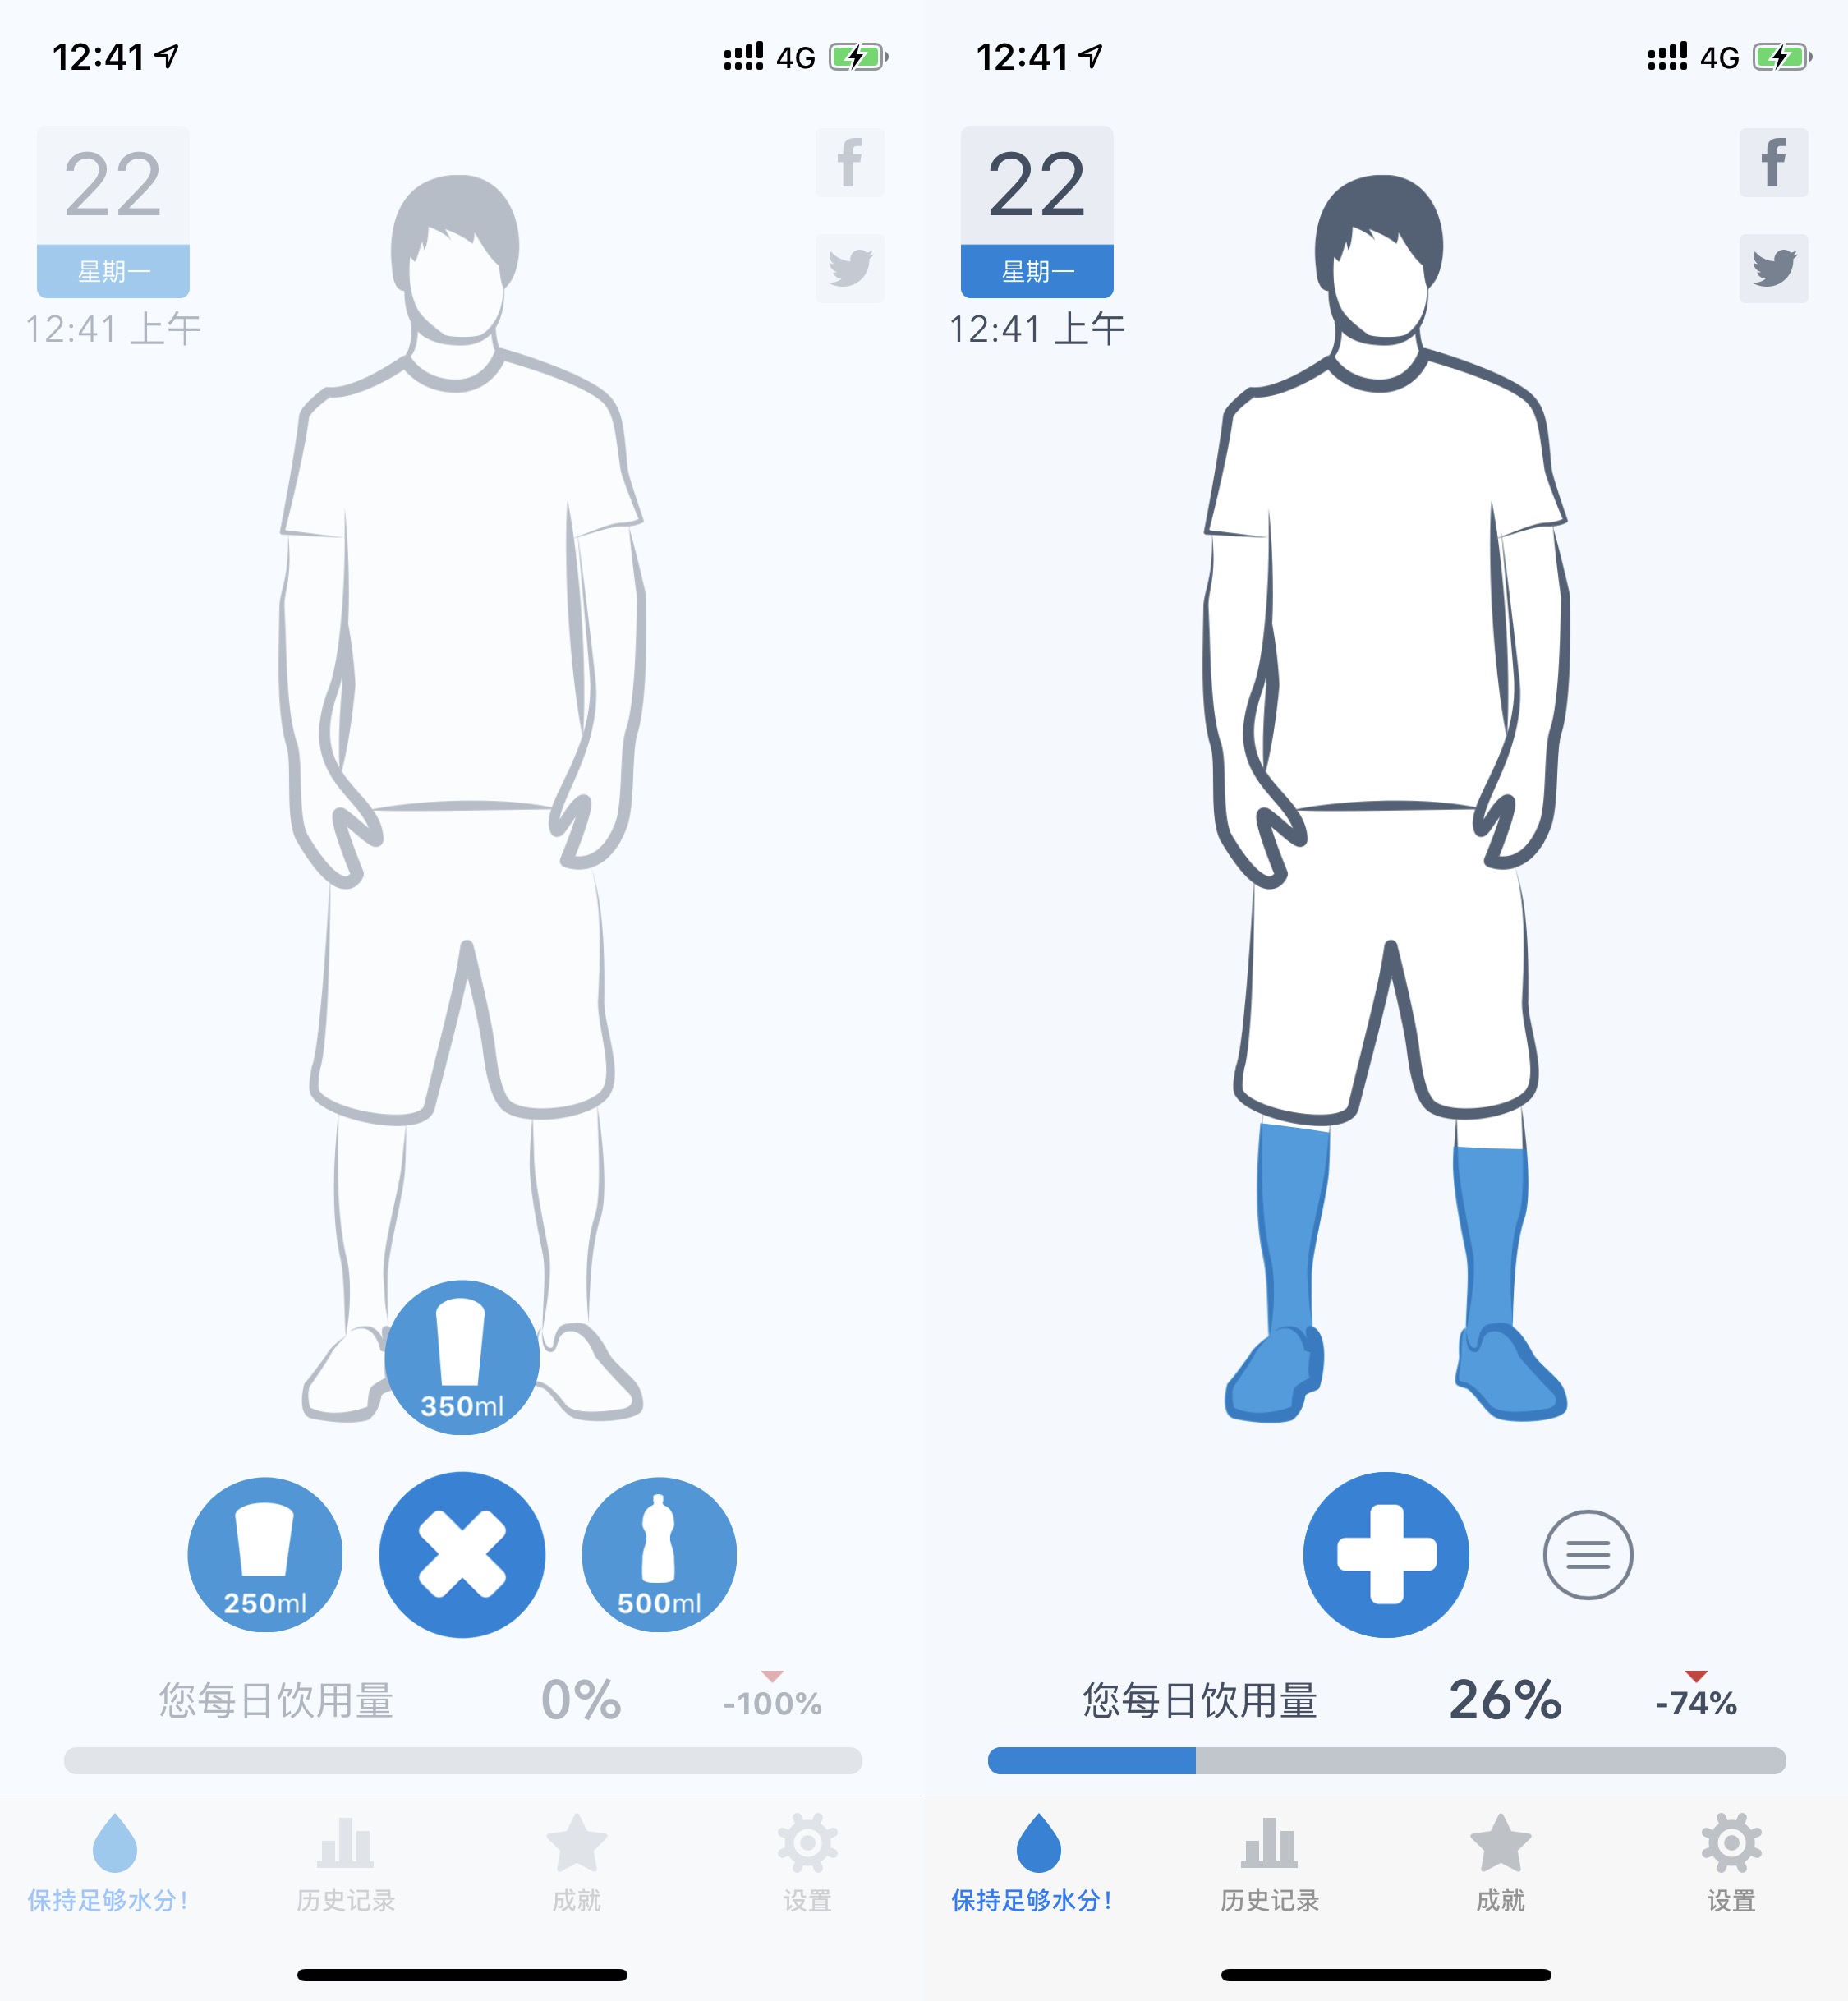 12:41
4G
22
星期一
12:41 上午
350ml
250ml
500ml
您每日饮用量 0% -100%
保持足够水分! 历史记录 成就 设置
12:41
4G
22
星期一
12:41 上午
您每日饮用量 26% -74%
保持足够水分! 历史记录 成就 设置